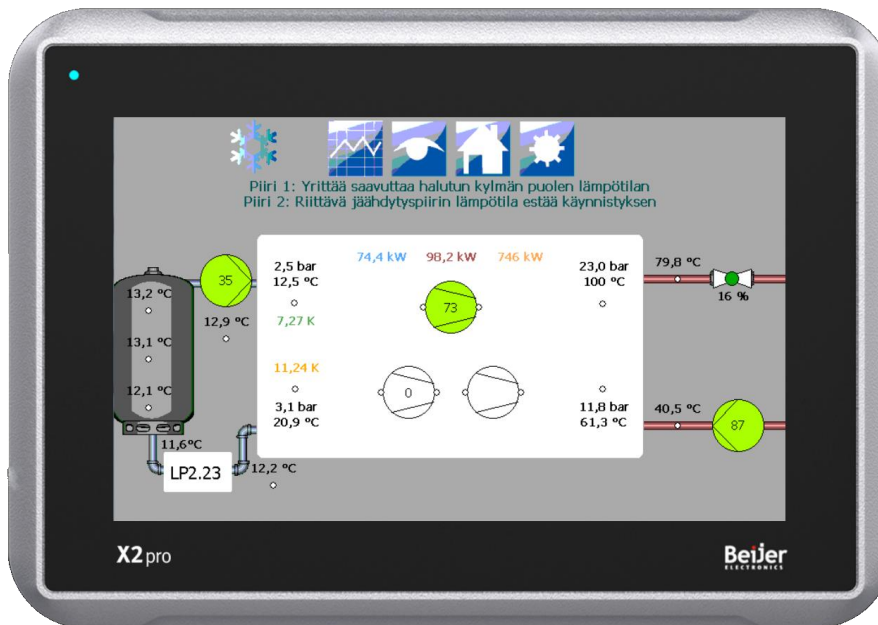 Piiri 1: Yrittää saavuttaa halutun kylmän puolen lämpötilan
Piiri 2: Riittävä jäähdytyspiirin lämpötila estää käynnistyksen
2,5 bar
12,5 °C
7,27 K
74,4 kW 98,2 kW 746 kW
23,0 bar
100 °C
79,8 °C
16 %
35
13,2 °C
12,9 °C
13,1 °C
12,1 °C
73
11,24 K
3,1 bar
20,9 °C
0
11,8 bar
61,3 °C
40,5 °C
87
11,6°C
LP2.23
12,2 °C
X2 pro
Beijer
ELECTRONICS